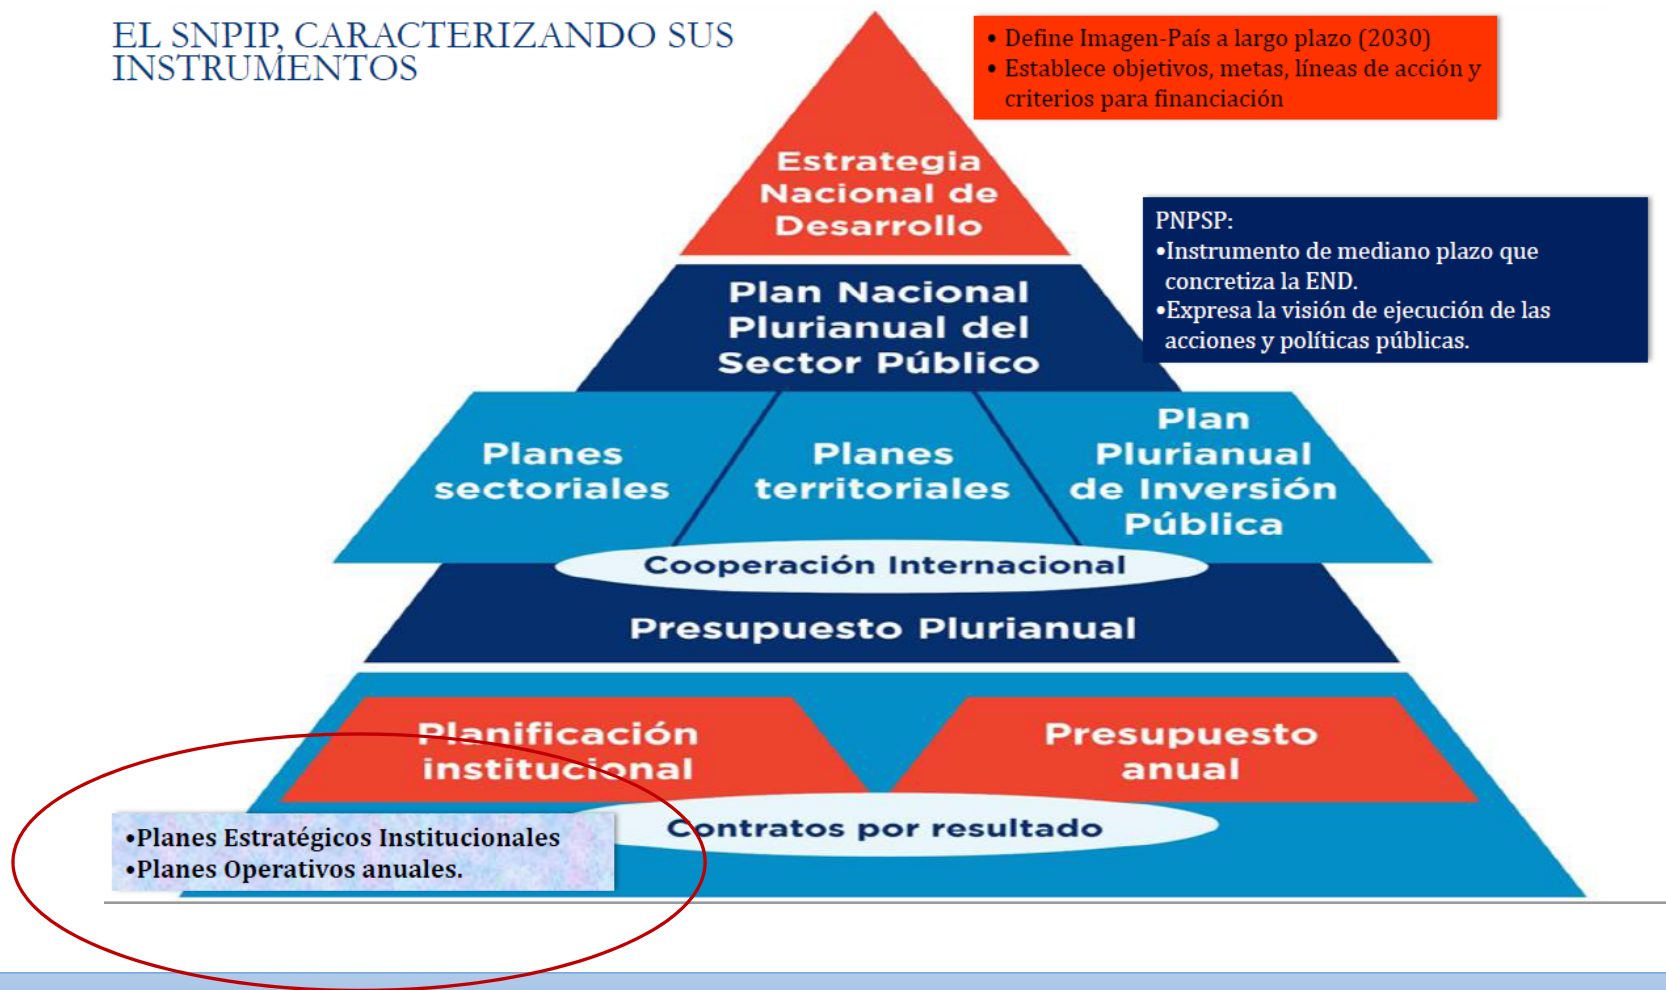 EL SNPIP, CARACTERIZANDO SUS
INSTRUMENTOS
• Define Imagen-País a largo plazo (2030)
• Establece objetivos, metas, líneas de acción y
criterios para financiación
Estrategia
Nacional de
Desarrollo
PNPSP:
•Instrumento de mediano plazo que
concretiza la END.
•Expresa la visión de ejecución de las
acciones y políticas públicas.
Plan Nacional
Plurianual del
Sector Público
Planes
sectoriales
Planes
territoriales
Plan
Plurianual
de Inversión
Pública
Cooperación Internacional
Presupuesto Plurianual
Planificación
institucional
Presupuesto
anual
Contratos por resultado
•Planes Estratégicos Institucionales
•Planes Operativos anuales.